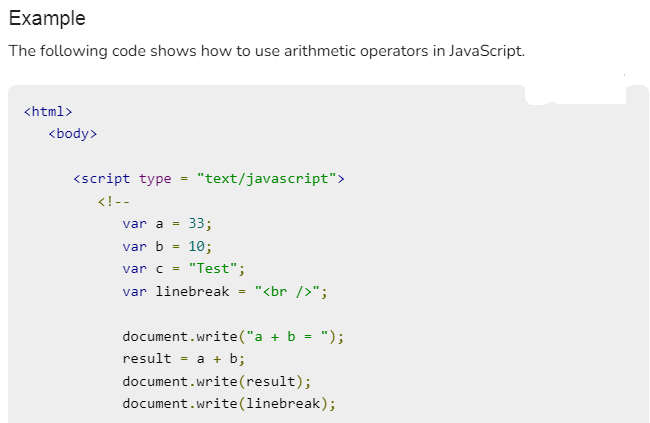 Example
The following code shows how to use arithmetic operators in JavaScript.
<html>
<body>
<script type = "text/javascript">
<!--
var a = 33;
var b = 10;
var c = "Test";
var linebreak = "<br />";
document.write("a + b = ");
result = a + b;
document.write(result);
document.write(linebreak);